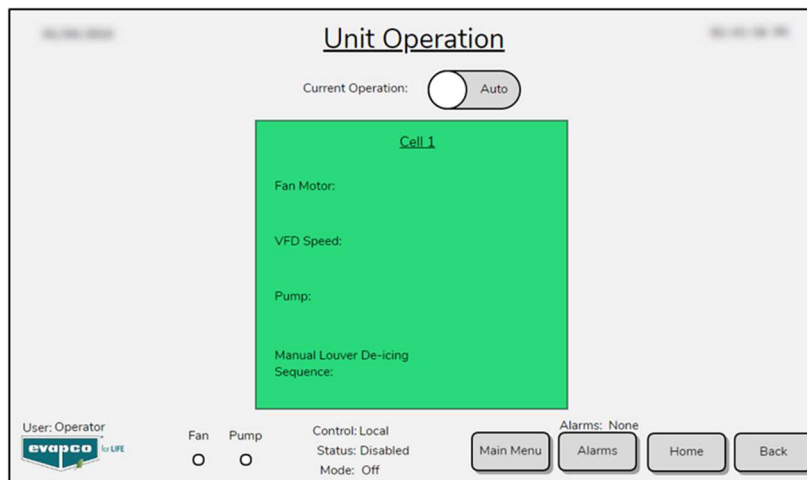 Unit Operation
Current Operation:
Auto
Cell 1
Fan Motor:
VFD Speed:
Pump:
Manual Louver De-icing
Sequence:
User: Operator
evapco for LIFE
Fan
Pump
Control: Local
Status: Disabled
Mode: Off
Alarms: None
Main Menu
Alarms
Home
Back